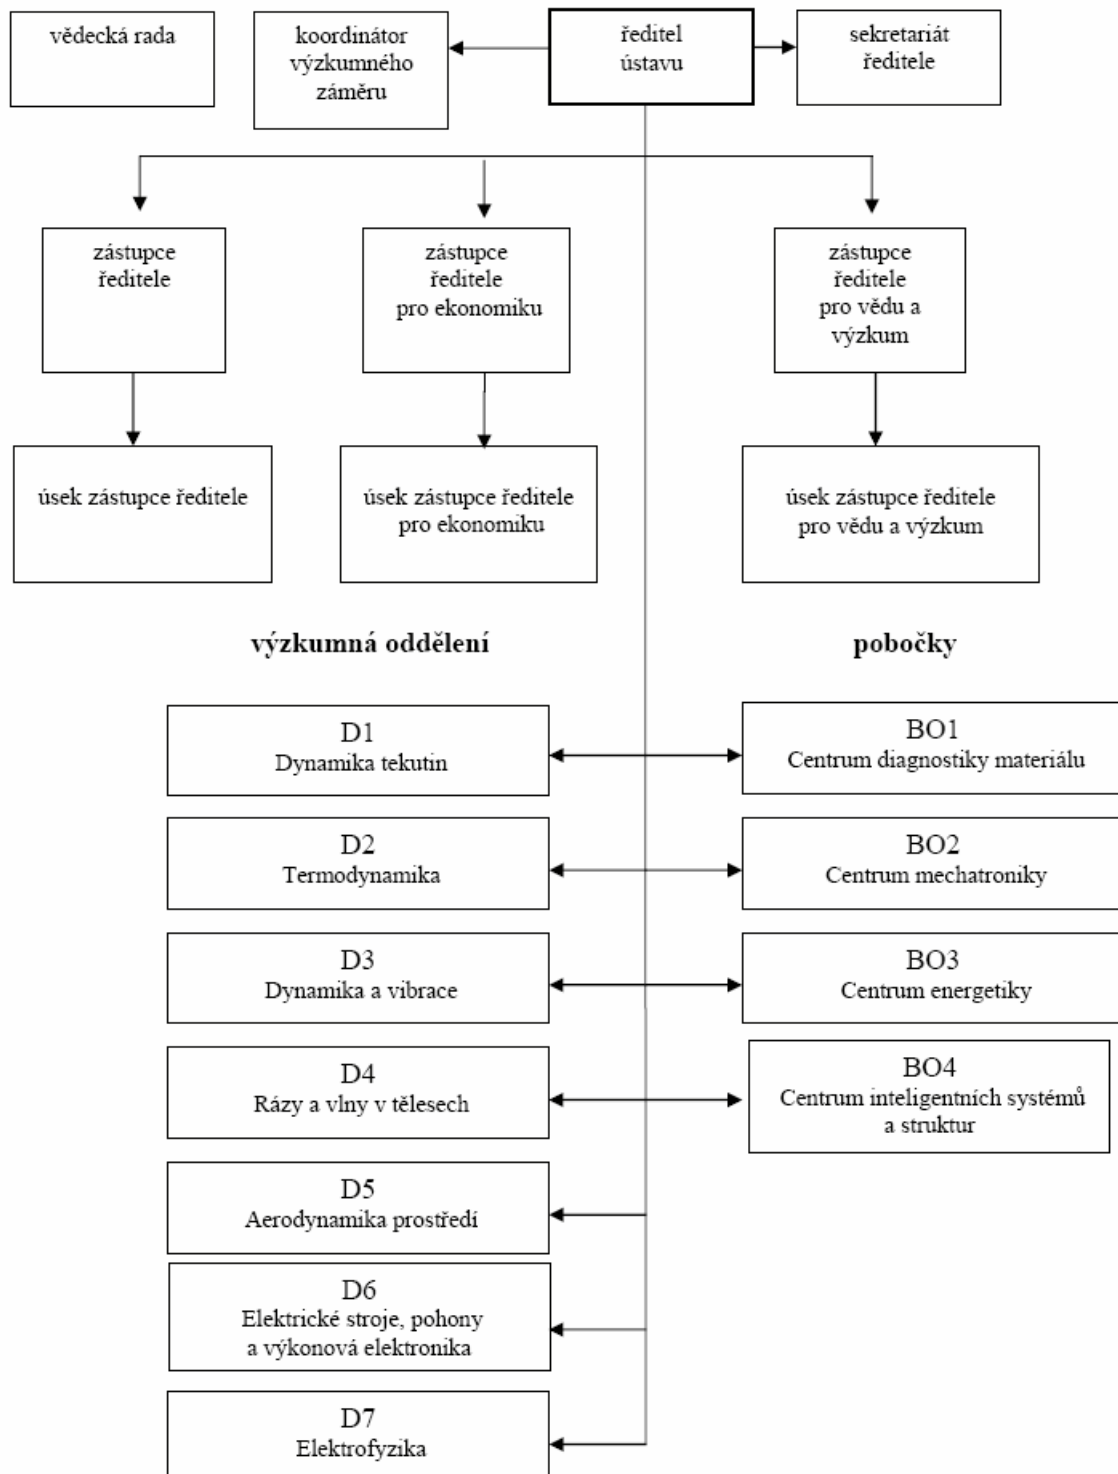 vědecká rada
koordinátor
výzkumného
záměru
ředitel
ústavu
sekretariát
ředitele
zástupce
ředitele
zástupce
ředitele
pro ekonomiku
zástupce
ředitele
pro vědu a
výzkum
úsek zástupce ředitele
úsek zástupce ředitele
pro ekonomiku
úsek zástupce ředitele
pro vědu a výzkum
výzkumná oddělení
pobočky
D1
Dynamika tekutin
BO1
Centrum diagnostiky materiálu
D2
Termodynamika
BO2
Centrum mechatroniky
D3
Dynamika a vibrace
BO3
Centrum energetiky
D4
Rázy a vlny v tělesech
BO4
Centrum inteligentních systémů
a struktur
D5
Aerodynamika prostředí
D6
Elektrické stroje, pohony
a výkonová elektronika
D7
Elektrofyzika